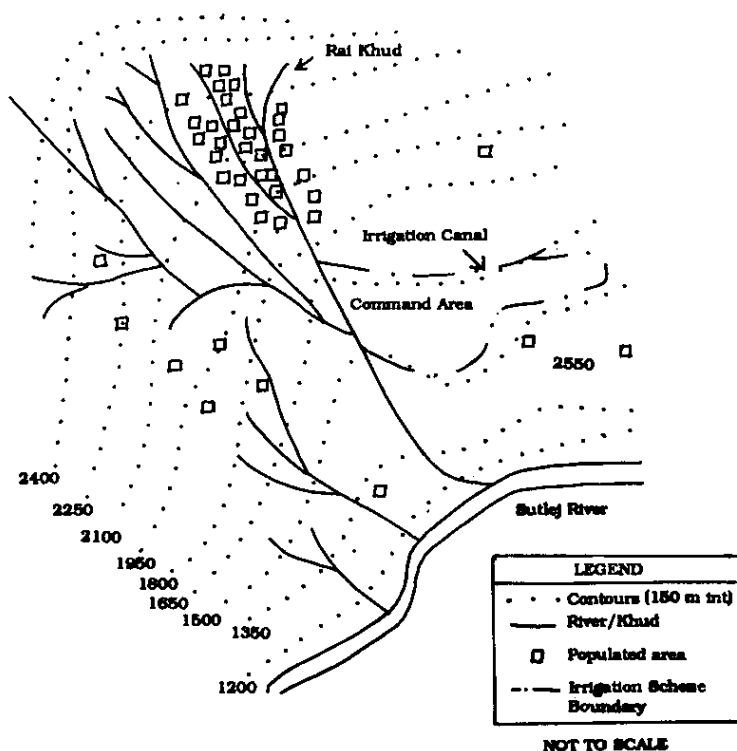 Rai Khud
Irrigation Canal
Command Area
2550
2400
2250
2100
1950
1800
1650
1500
1350
1200
Sutlej River
LEGEND
Contours (150 m int)
River/Khud
Populated area
Irrigation Scheme
Boundary
NOT TO SCALE